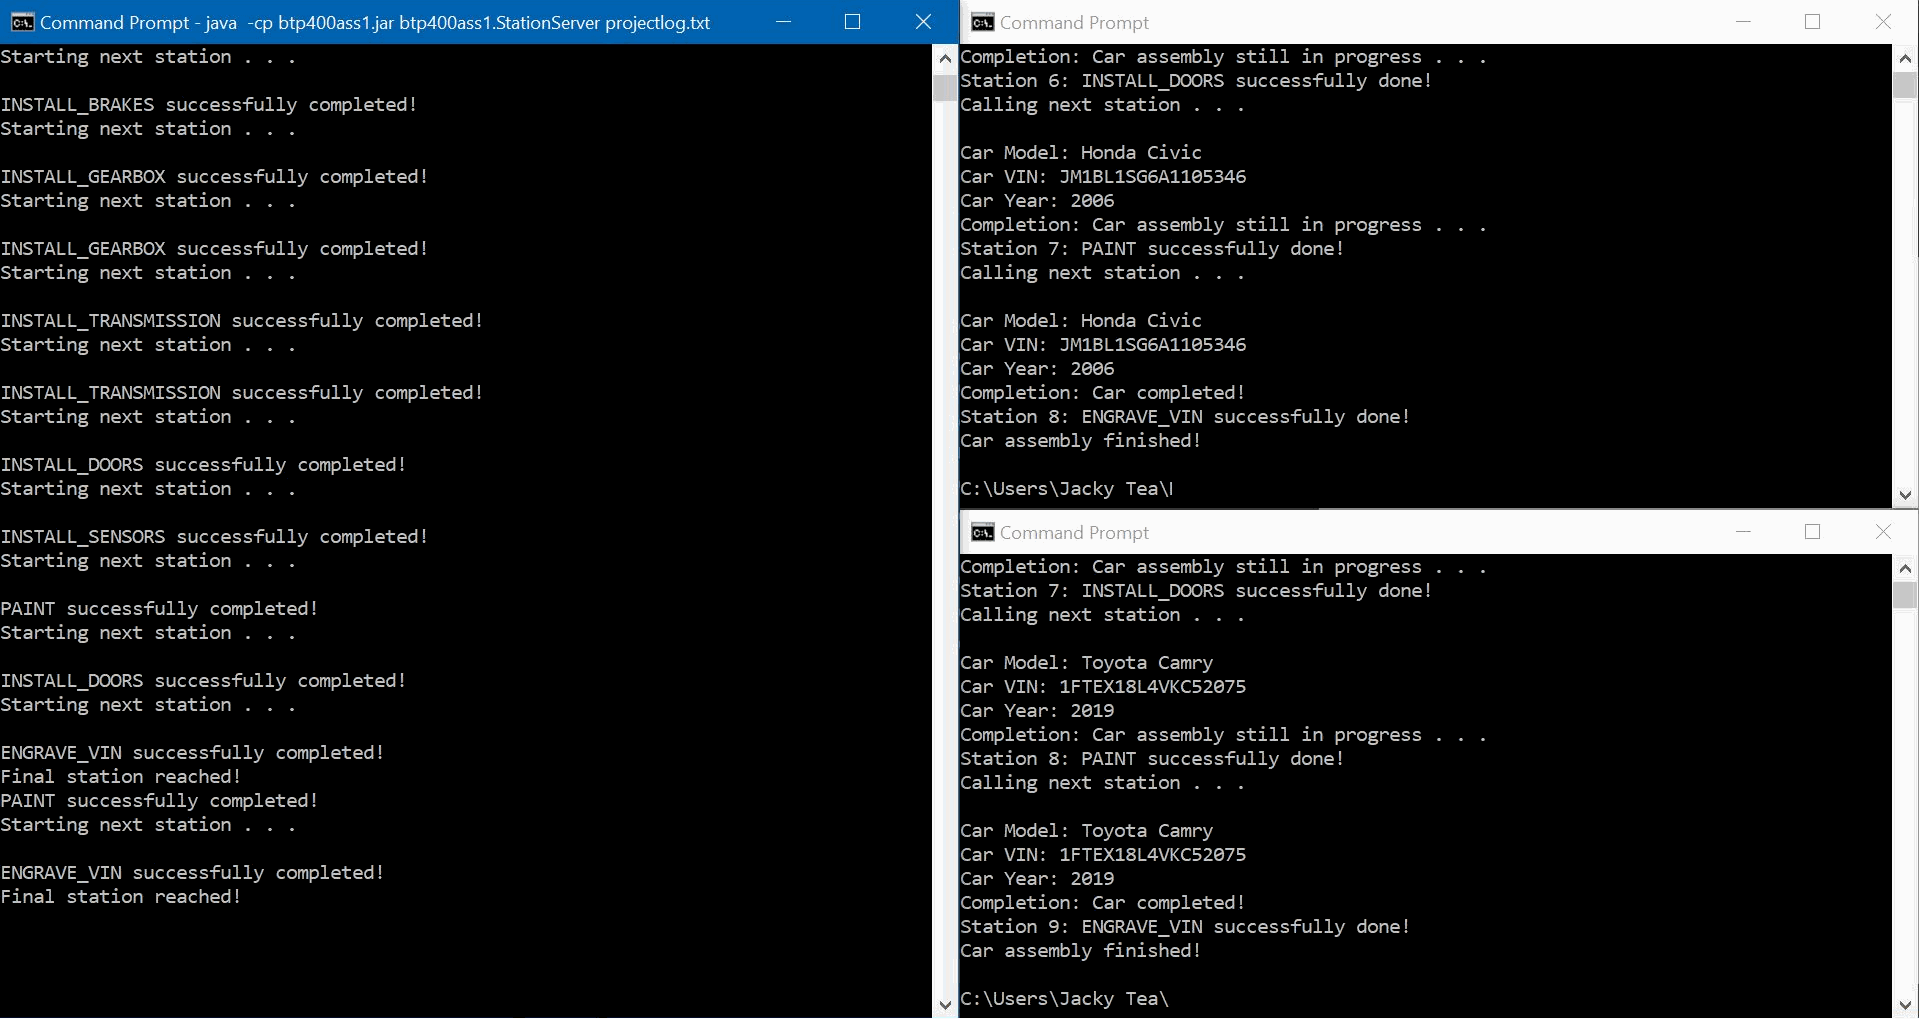 Command Prompt - java -cp btp400ass1.jar btp400ass1.StationServer projectlog.txt
Starting next station . . .
INSTALL_BRAKES successfully completed!
Starting next station . . .
INSTALL_GEARBOX successfully completed!
Starting next station . . .
INSTALL_GEARBOX successfully completed!
Starting next station . . .
INSTALL_TRANSMISSION successfully completed!
Starting next station . . .
INSTALL_TRANSMISSION successfully completed!
Starting next station . . .
INSTALL_DOORS successfully completed!
Starting next station . . .
INSTALL_SENSORS successfully completed!
Starting next station . . .
PAINT successfully completed!
Starting next station . . .
INSTALL_DOORS successfully completed!
Starting next station . . .
ENGRAVE_VIN successfully completed!
Final station reached!
PAINT successfully completed!
Starting next station . . .
ENGRAVE_VIN successfully completed!
Final station reached!
Command Prompt
Completion: Car assembly still in progress . . .
Station 6: INSTALL_DOORS successfully done!
Calling next station . . .
Car Model: Honda Civic
Car VIN: JM1BL1SG6A1105346
Car Year: 2006
Completion: Car assembly still in progress . . .
Station 7: PAINT successfully done!
Calling next station . . .
Car Model: Honda Civic
Car VIN: JM1BL1SG6A1105346
Car Year: 2006
Completion: Car completed!
Station 8: ENGRAVE_VIN successfully done!
Car assembly finished!
C:\Users\Jacky Tea\
Command Prompt
Completion: Car assembly still in progress . . .
Station 7: INSTALL_DOORS successfully done!
Calling next station . . .
Car Model: Toyota Camry
Car VIN: 1FTEX18L4VKC52075
Car Year: 2019
Completion: Car assembly still in progress . . .
Station 8: PAINT successfully done!
Calling next station . . .
Car Model: Toyota Camry
Car VIN: 1FTEX18L4VKC52075
Car Year: 2019
Completion: Car completed!
Station 9: ENGRAVE_VIN successfully done!
Car assembly finished!
C:\Users\Jacky Tea\